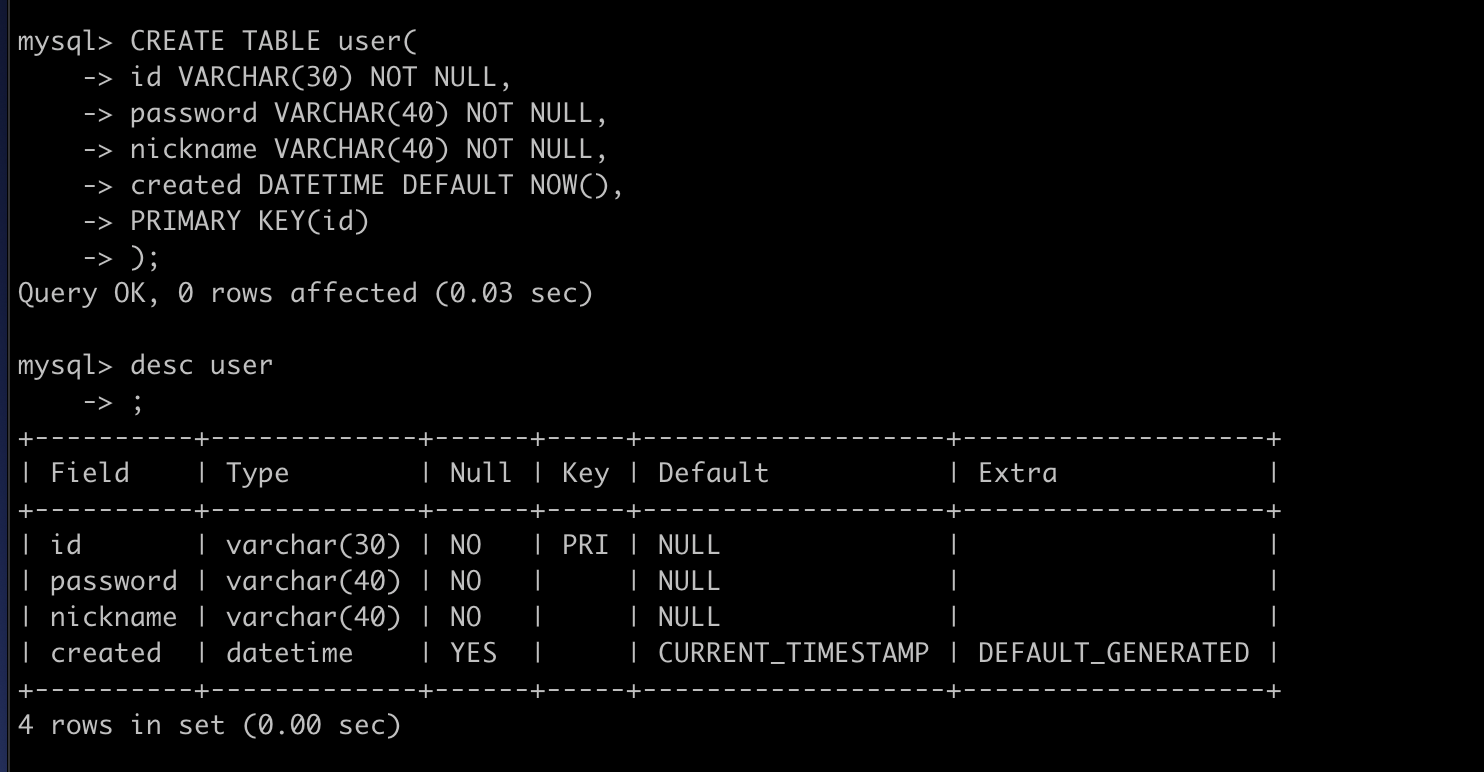 mysql> CREATE TABLE user(
    -> id VARCHAR(30) NOT NULL,
    -> password VARCHAR(40) NOT NULL,
    -> nickname VARCHAR(40) NOT NULL,
    -> created DATETIME DEFAULT NOW(),
    -> PRIMARY KEY(id)
    -> );
Query OK, 0 rows affected (0.03 sec)

mysql> desc user
    -> ;
+----------+-------------+------+-----+-------------------+-------------------+
| Field    | Type        | Null | Key | Default           | Extra             |
+----------+-------------+------+-----+-------------------+-------------------+
| id       | varchar(30) | NO   | PRI | NULL              |                   |
| password | varchar(40) | NO   |     | NULL              |                   |
| nickname | varchar(40) | NO   |     | NULL              |                   |
| created  | datetime    | YES  |     | CURRENT_TIMESTAMP | DEFAULT_GENERATED |
+----------+-------------+------+-----+-------------------+-------------------+
4 rows in set (0.00 sec)